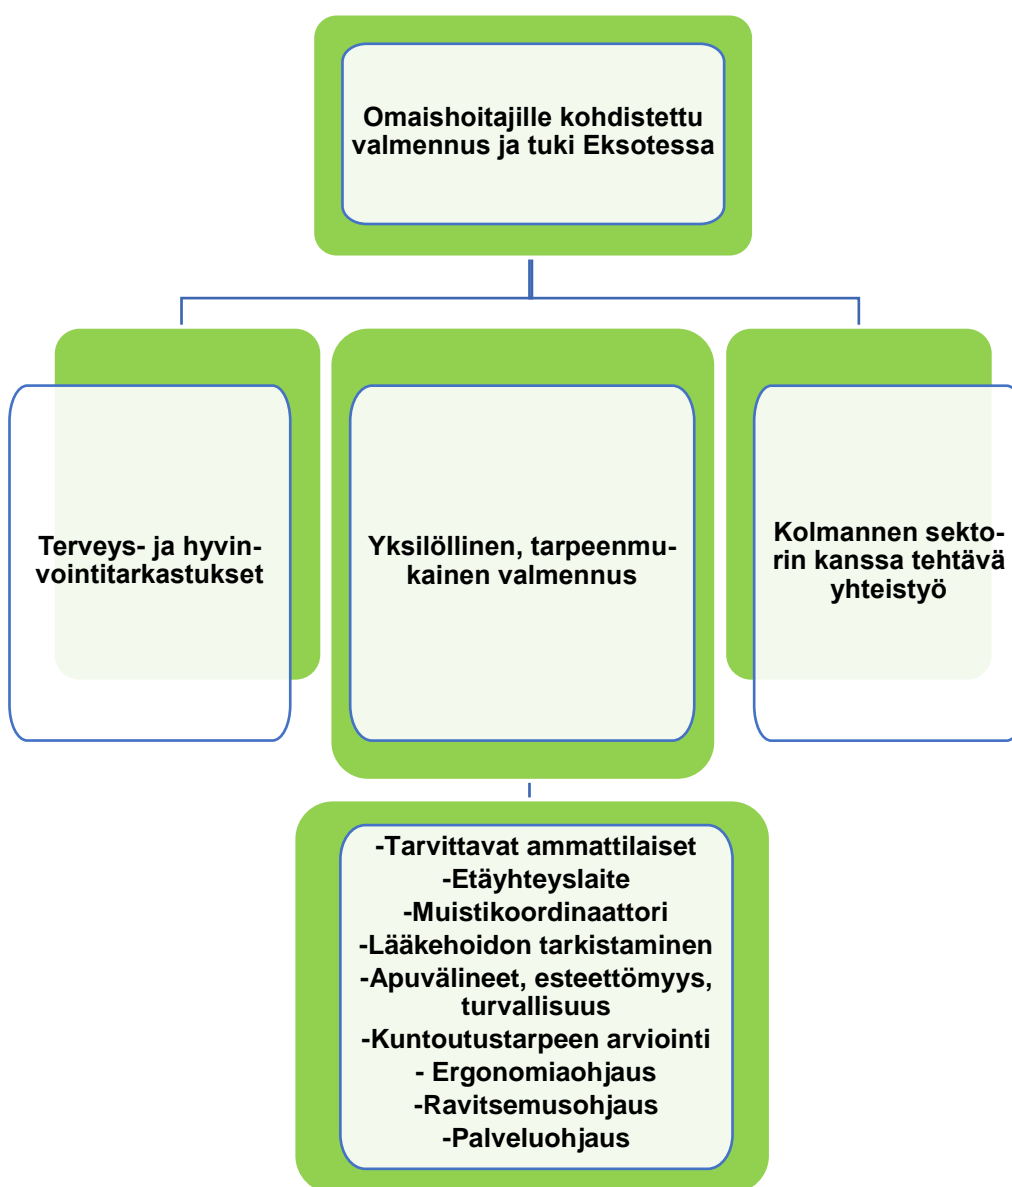 Omaishoitajille kohdistettu
valmennus ja tuki Eksotessa
Terveys- ja hyvin-
vointitarkastukset
Yksilöllinen, tarpeenmu-
kainen valmennus
Kolmannen sekto-
rin kanssa tehtävä
yhteistyö
-Tarvittavat ammattilaiset
-Etäyhteyslaite
-Muistikoordinaattori
-Lääkehoidon tarkistaminen
-Apuvälineet, esteettömyys,
turvallisuus
-Kuntoutustarpeen arviointi
- Ergonomiaohjaus
-Ravitsemusohjaus
-Palveluohjaus